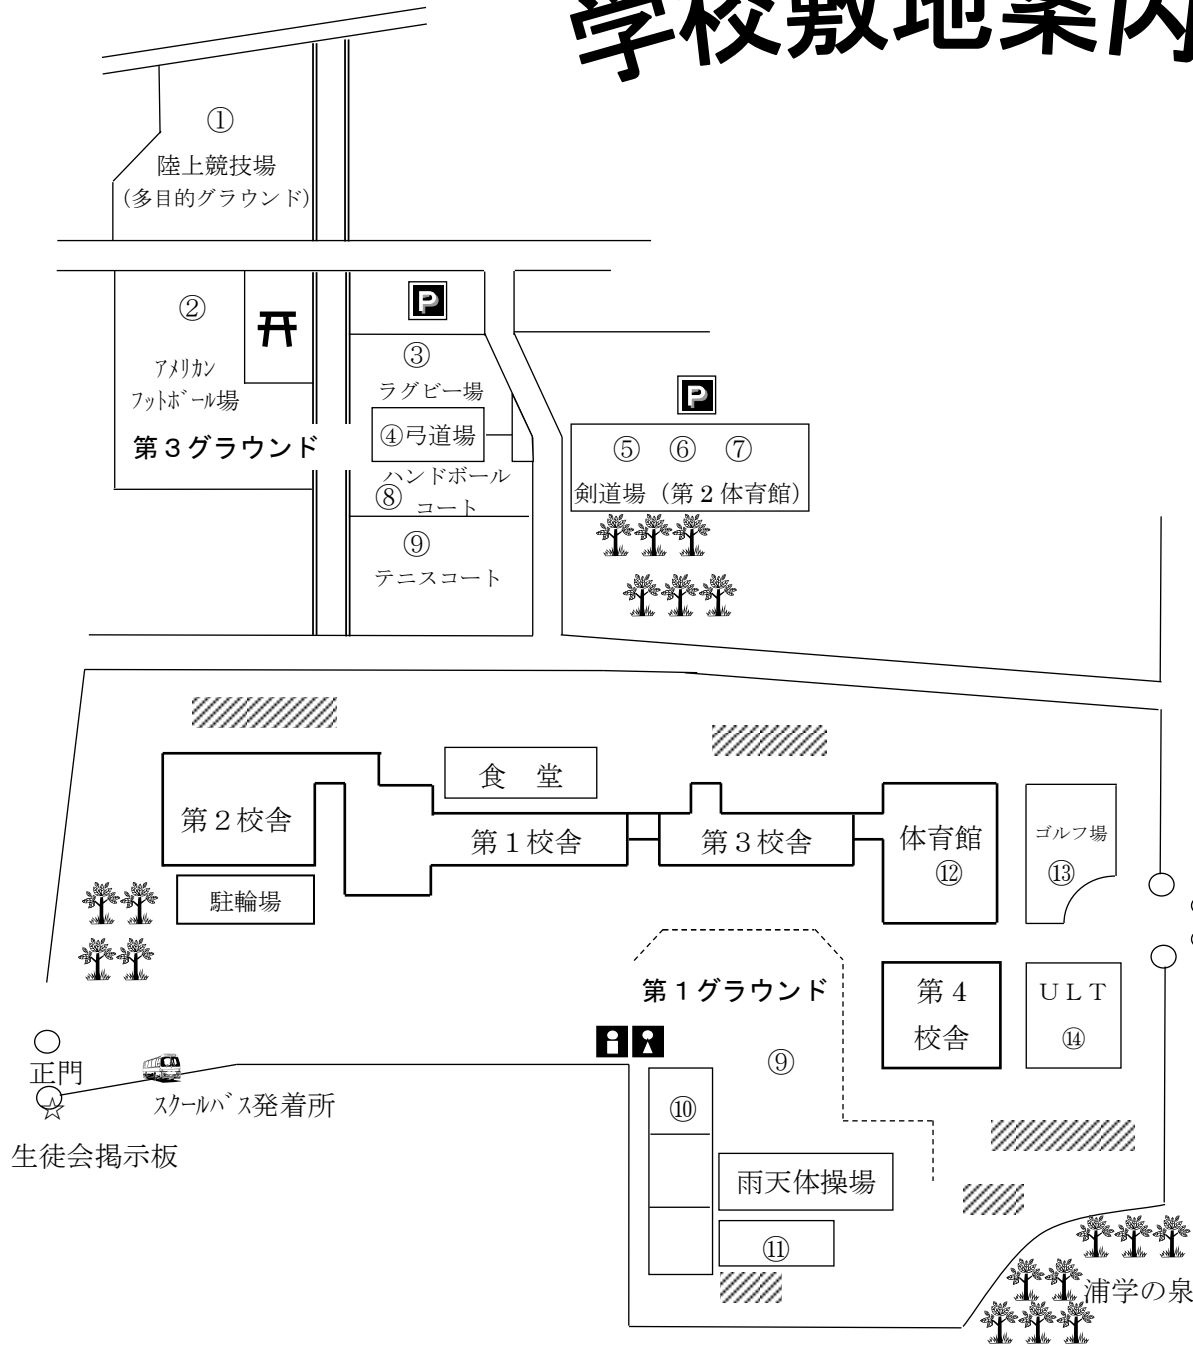 学校敷地案内
①
陸上競技場
（多目的グラウンド）
②
アメリカン
フットボール場
第３グラウンド
P
③
ラグビー場
④弓道場
ハンドボール
⑧ コート
⑨
テニスコート
P
⑤ ⑥ ⑦
剣道場（第２体育館）
食 堂
第２校舎
第１校舎
第３校舎
体育館
⑫
ゴルフ場
⑬
駐輪場
第１グラウンド
⑨
第４
校舎
ＵＬＴ
⑭
正門
スクールバス発着所
生徒会掲示板
⑩
雨天体操場
⑪
浦学の泉